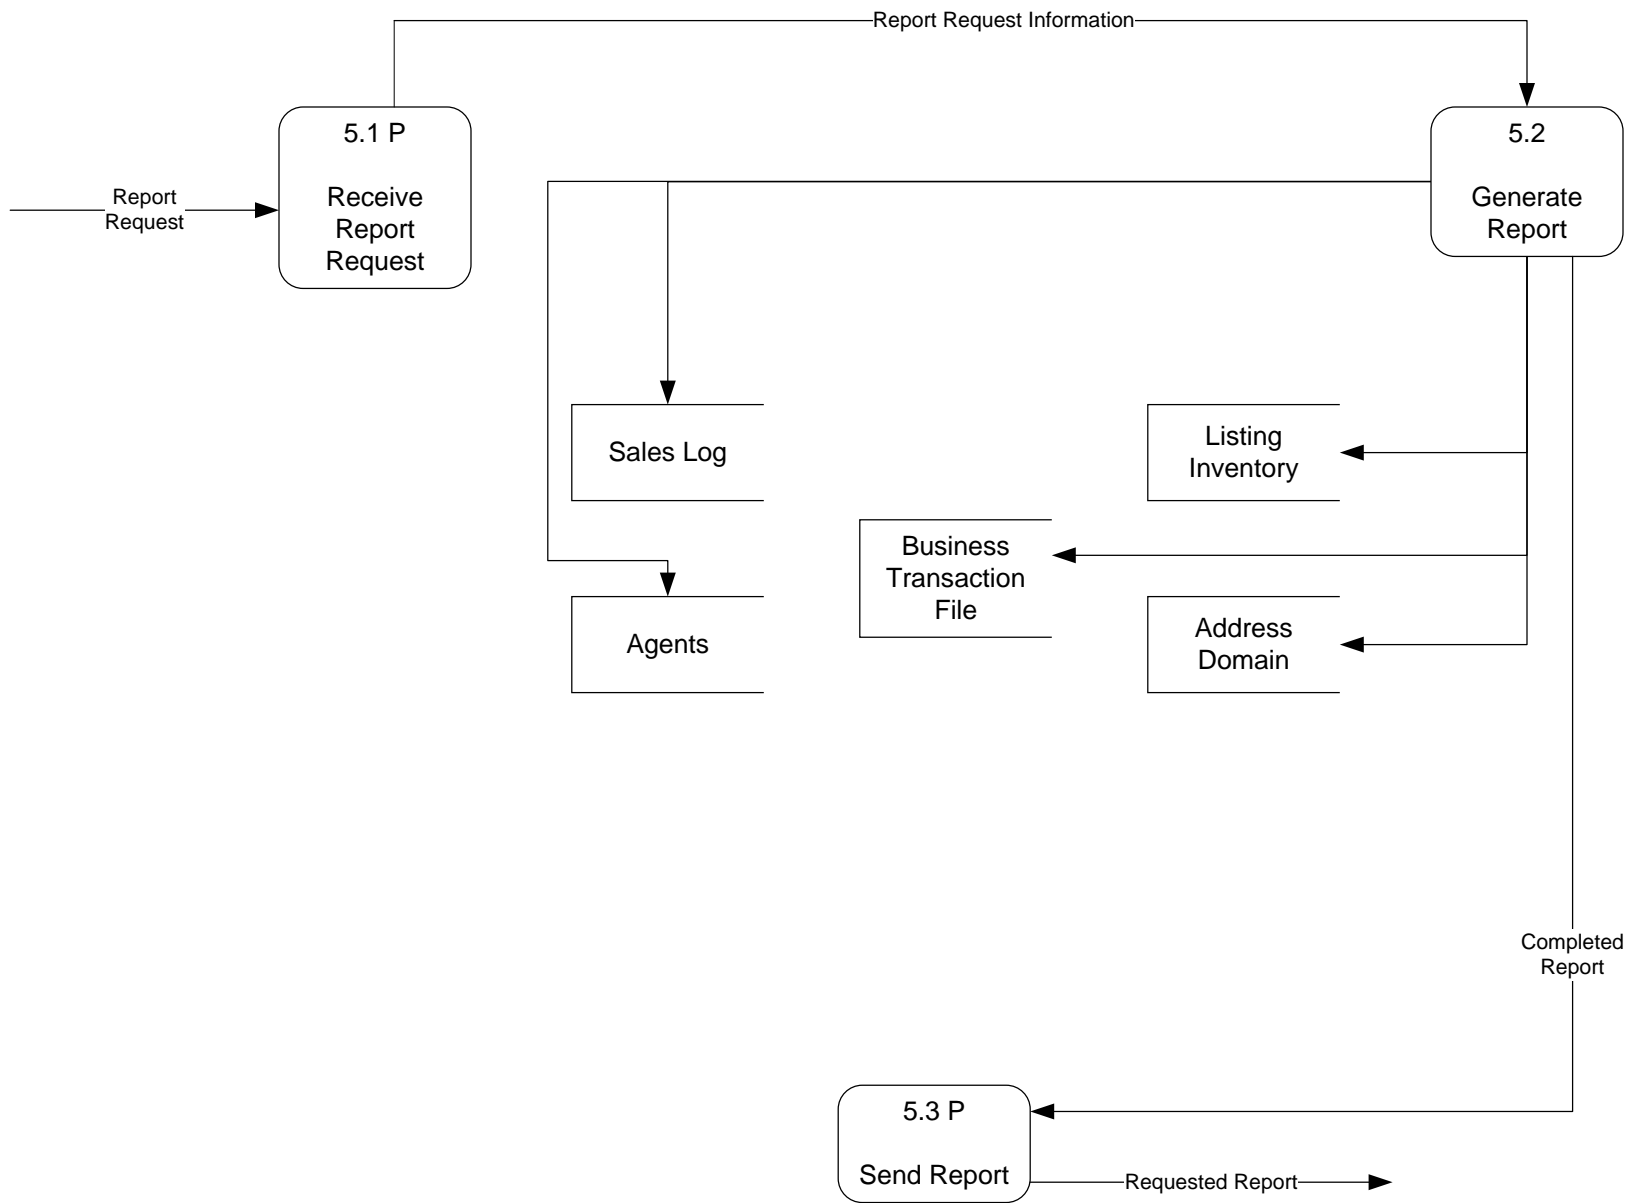 Report Request Information
5.1 P
Receive
Report
Request
Report
Request
5.2
Generate
Report
Sales Log
Listing
Inventory
Business
Transaction
File
Agents
Address
Domain
Completed
Report
5.3 P
Send Report
Requested Report